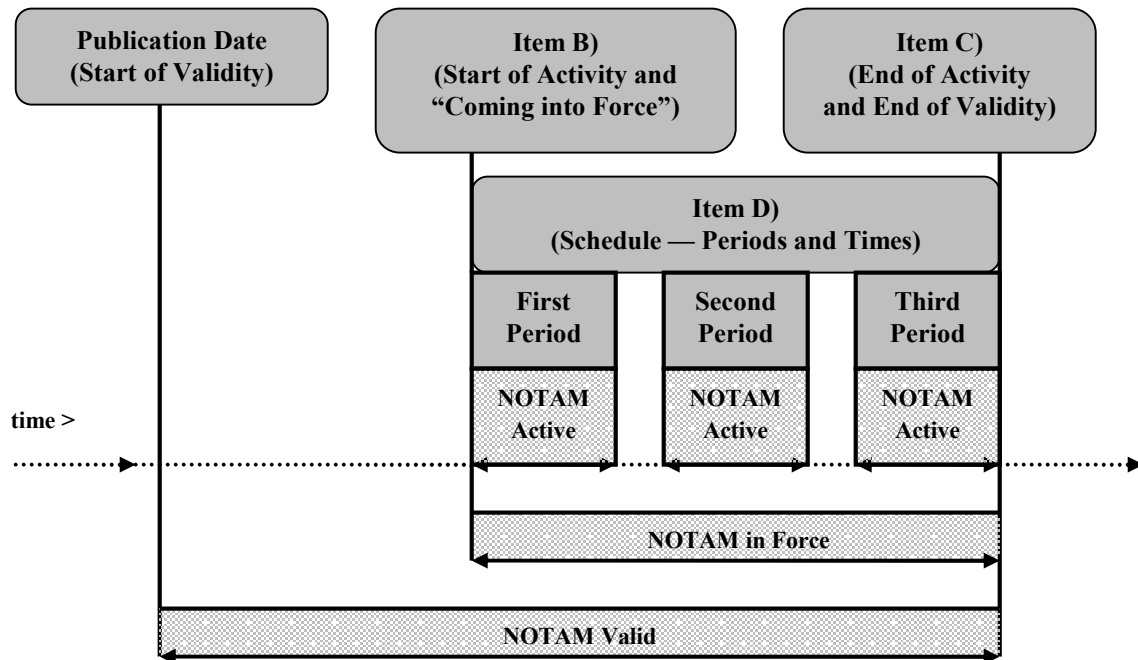 Publication Date
(Start of Validity)
Item B)
(Start of Activity and
“Coming into Force”)
Item C)
(End of Activity
and End of Validity)
Item D)
(Schedule — Periods and Times)
First
Period
Second
Period
Third
Period
NOTAM
Active
NOTAM
Active
NOTAM
Active
time >
NOTAM in Force
NOTAM Valid